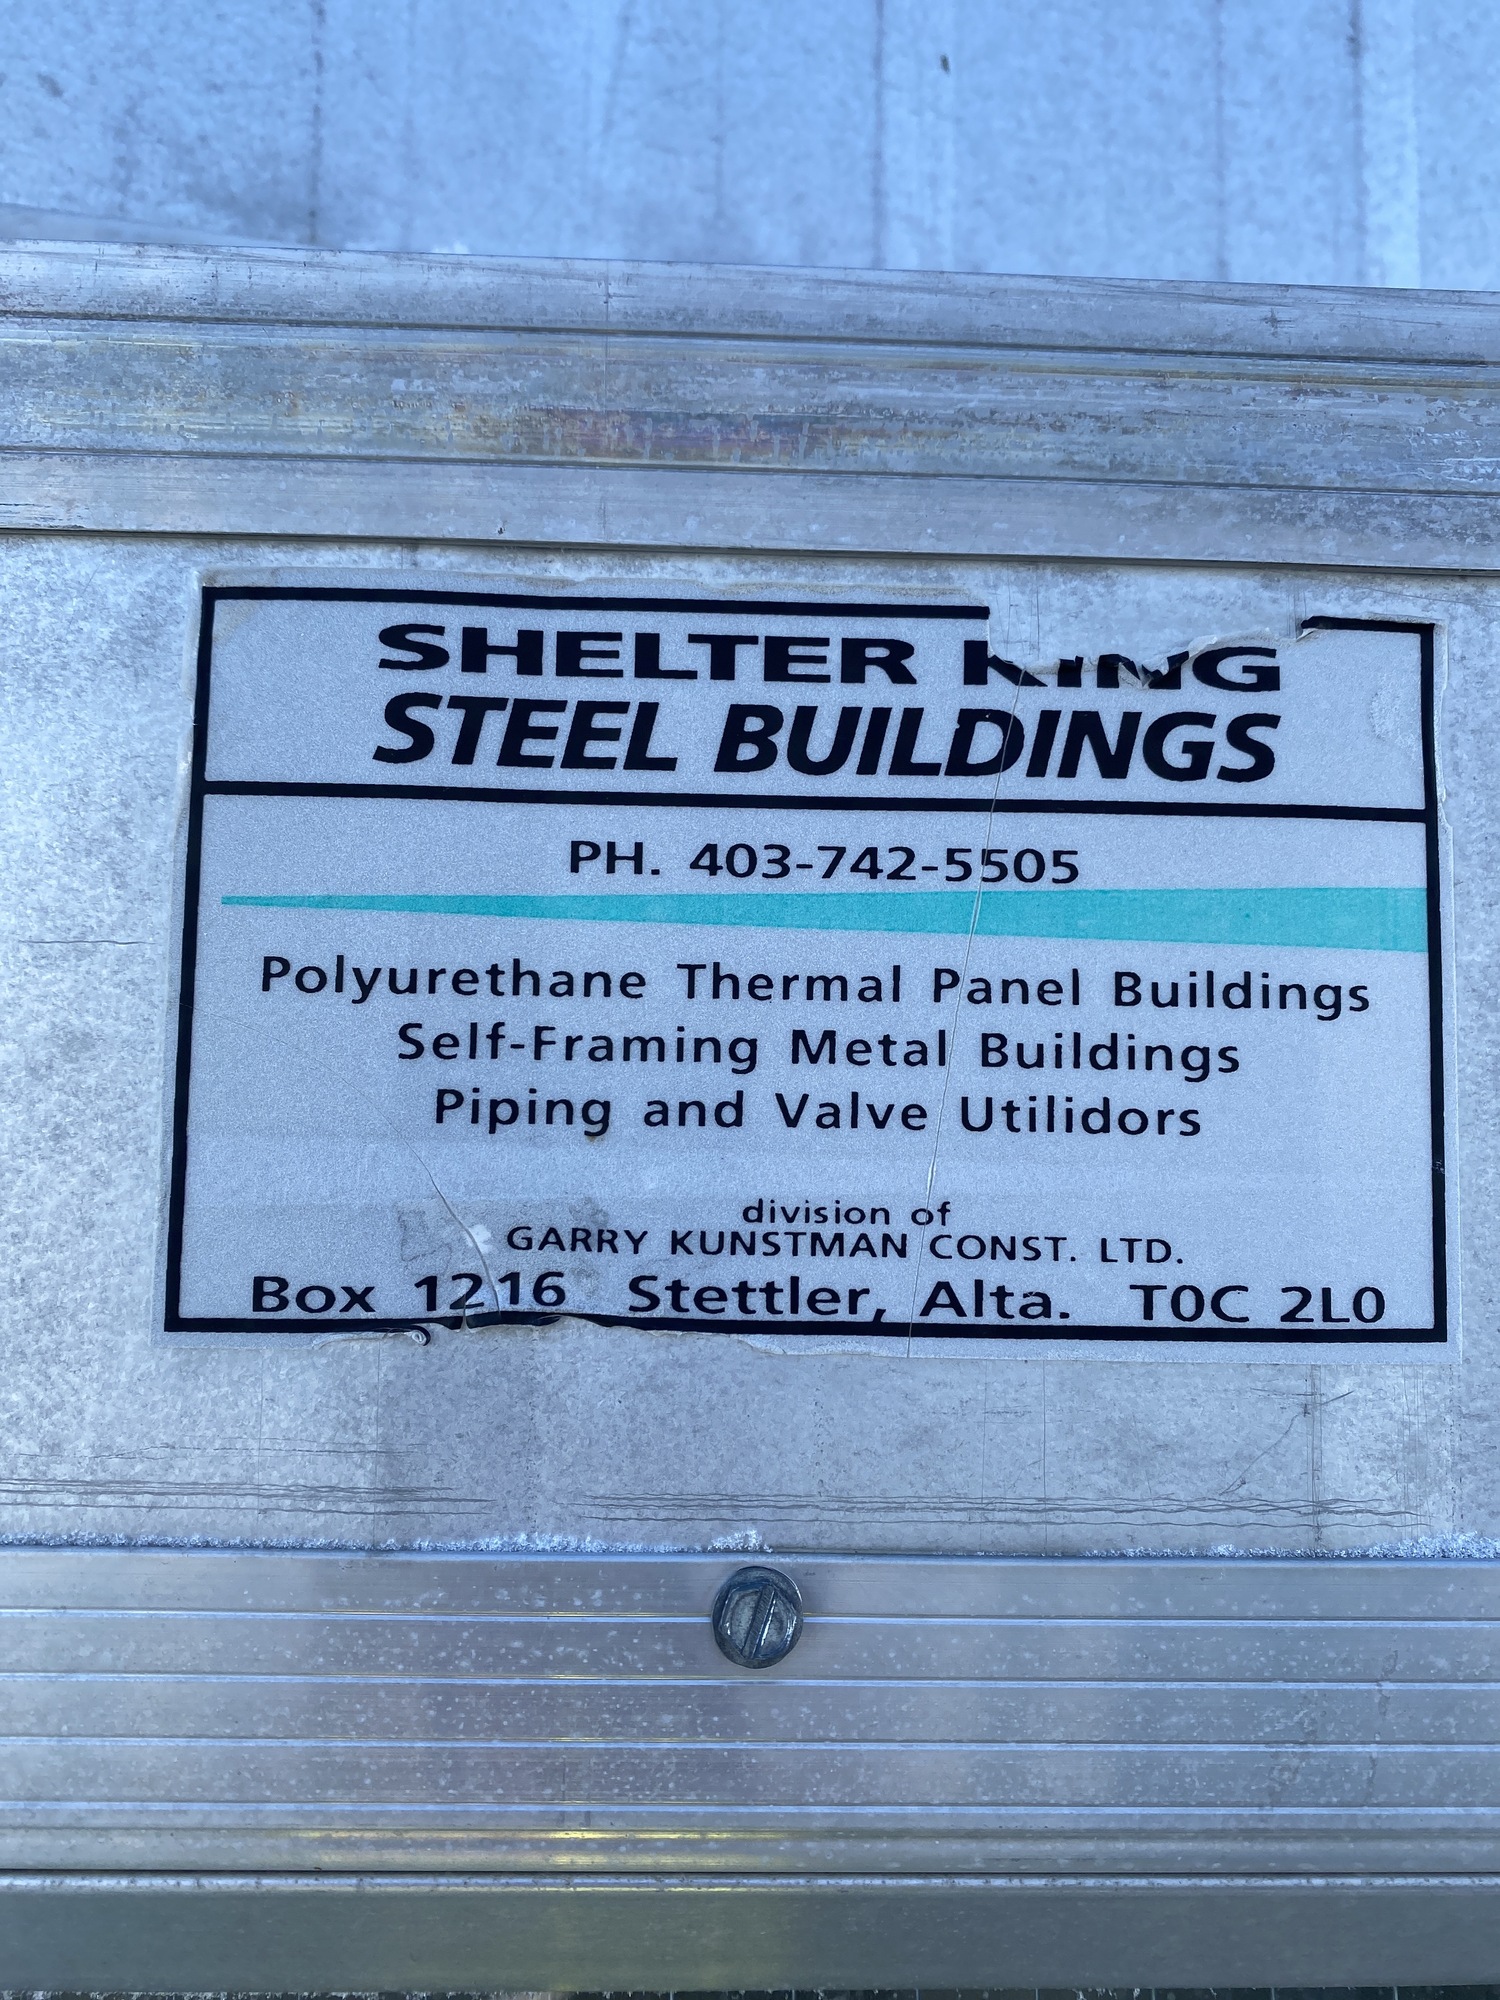 SHELTER KING
STEEL BUILDINGS
PH. 403-742-5505
Polyurethane Thermal Panel Buildings
Self-Framing Metal Buildings
Piping and Valve Utilidors
division of
GARRY KUNSTMAN CONST. LTD.
Box 1216 Stettler, Alta. T0C 2L0